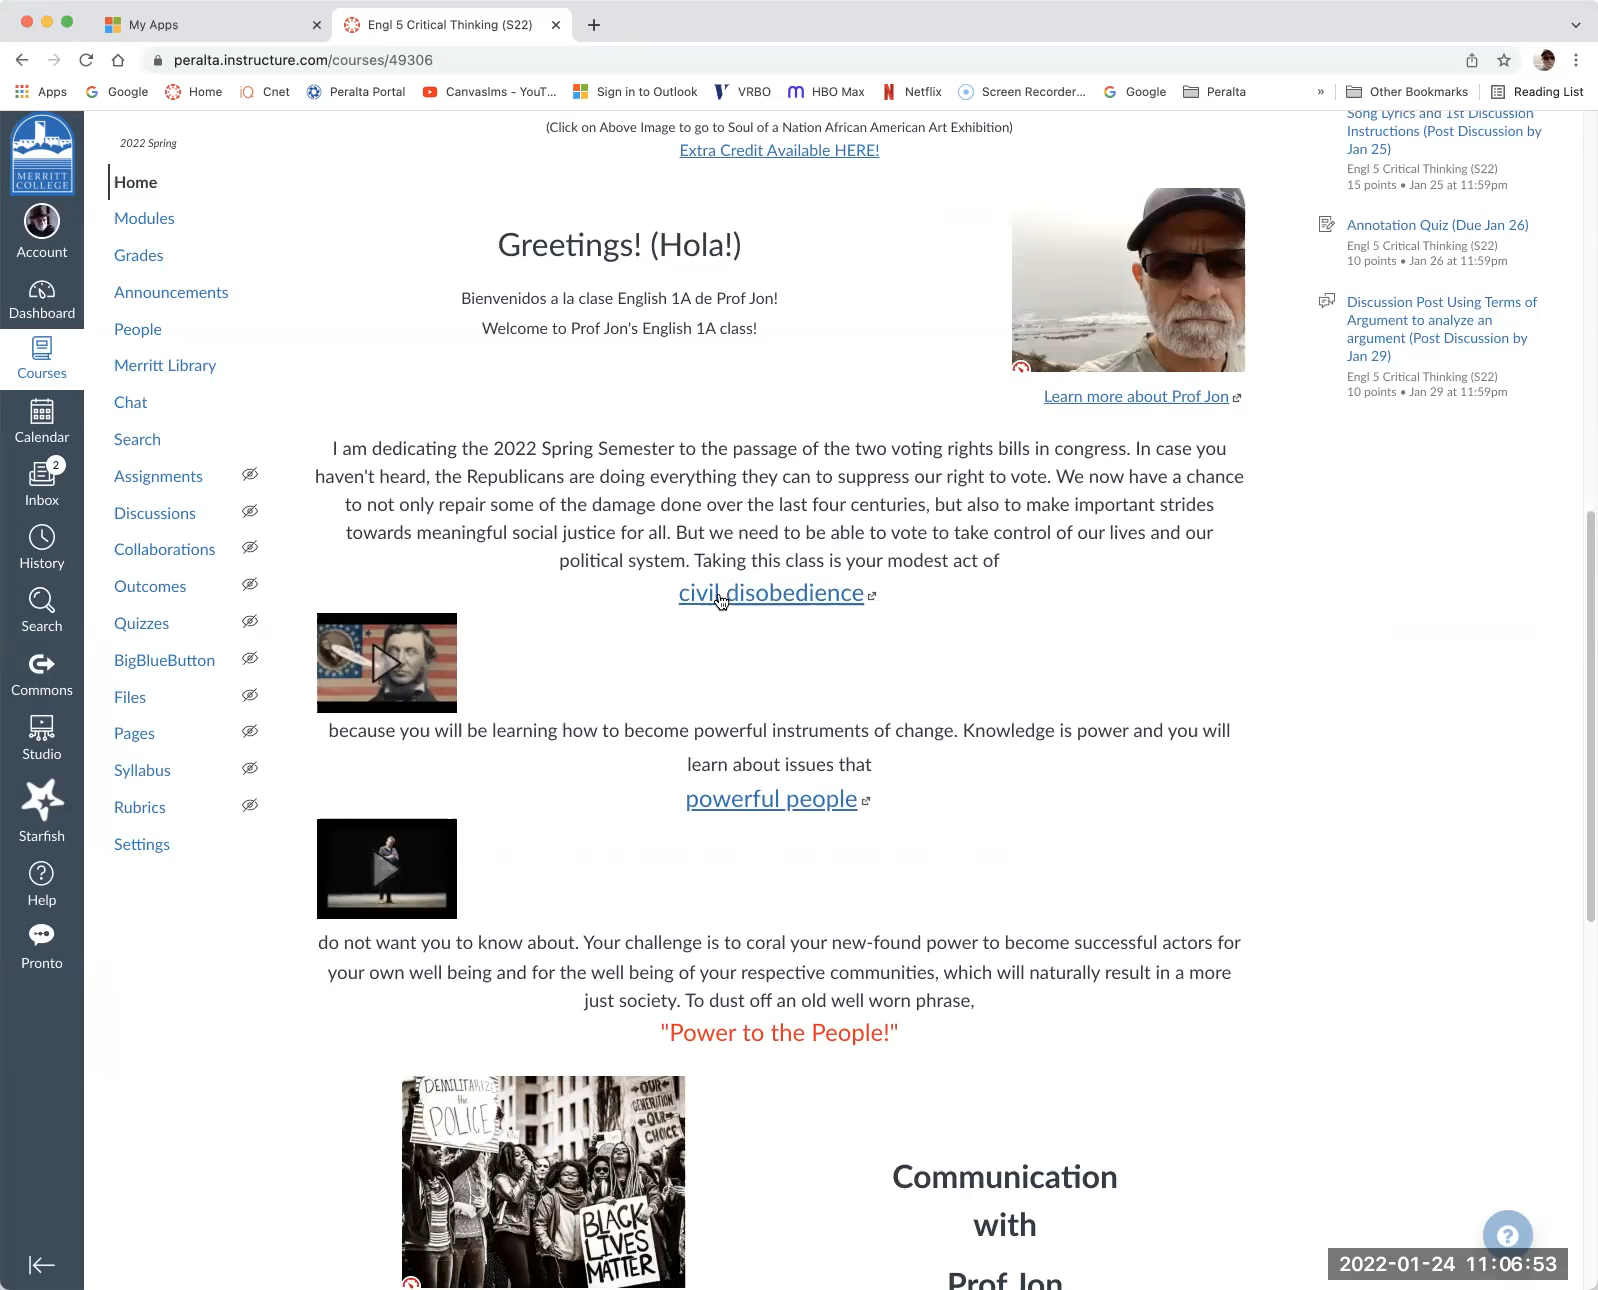 My Apps
Engl 5 Critical Thinking (S22)
peralta.instructure.com/courses/49306
Apps
Google
Home
Cnet
Peralta Portal
Canvaslms - YouT...
Sign in to Outlook
VRBO
HBO Max
Netflix
Screen Recorder...
Google
Peralta
»
Other Bookmarks
Reading List
MERRITT
COLLEGE
Account
Dashboard
Courses
Calendar
2
Inbox
History
Search
Commons
Studio
Starfish
Help
Pronto
2022 Spring
Home
Modules
Grades
Announcements
People
Merritt Library
Chat
Search
Assignments
Discussions
Collaborations
Outcomes
Quizzes
BigBlueButton
Files
Pages
Syllabus
Rubrics
Settings
(Click on Above Image to go to Soul of a Nation African American Art Exhibition)
Extra Credit Available HERE!
Greetings! (Hola!)
Bienvenidos a la clase English 1A de Prof Jon!
Welcome to Prof Jon's English 1A class!
Learn more about Prof Jon
I am dedicating the 2022 Spring Semester to the passage of the two voting rights bills in congress. In case you
haven't heard, the Republicans are doing everything they can to suppress our right to vote. We now have a chance
to not only repair some of the damage done over the last four centuries, but also to make important strides
towards meaningful social justice for all. But we need to be able to vote to take control of our lives and our
political system. Taking this class is your modest act of
civil disobedience
because you will be learning how to become powerful instruments of change. Knowledge is power and you will
learn about issues that
powerful people
do not want you to know about. Your challenge is to coral your new-found power to become successful actors for
your own well being and for the well being of your respective communities, which will naturally result in a more
just society. To dust off an old well worn phrase,
"Power to the People!"
DEMILITARIZE
the
POLICE
OUR
GENERATION
OUR
CHOICE
BLACK
LIVES
MATTER
Communication
with
Prof Jon
Song Lyrics and 1st Discussion
Instructions (Post Discussion by
Jan 25)
Engl 5 Critical Thinking (S22)
15 points • Jan 25 at 11:59pm
Annotation Quiz (Due Jan 26)
Engl 5 Critical Thinking (S22)
10 points • Jan 26 at 11:59pm
Discussion Post Using Terms of
Argument to analyze an
argument (Post Discussion by
Jan 29)
Engl 5 Critical Thinking (S22)
10 points • Jan 29 at 11:59pm
2022-01-24 11:06:53